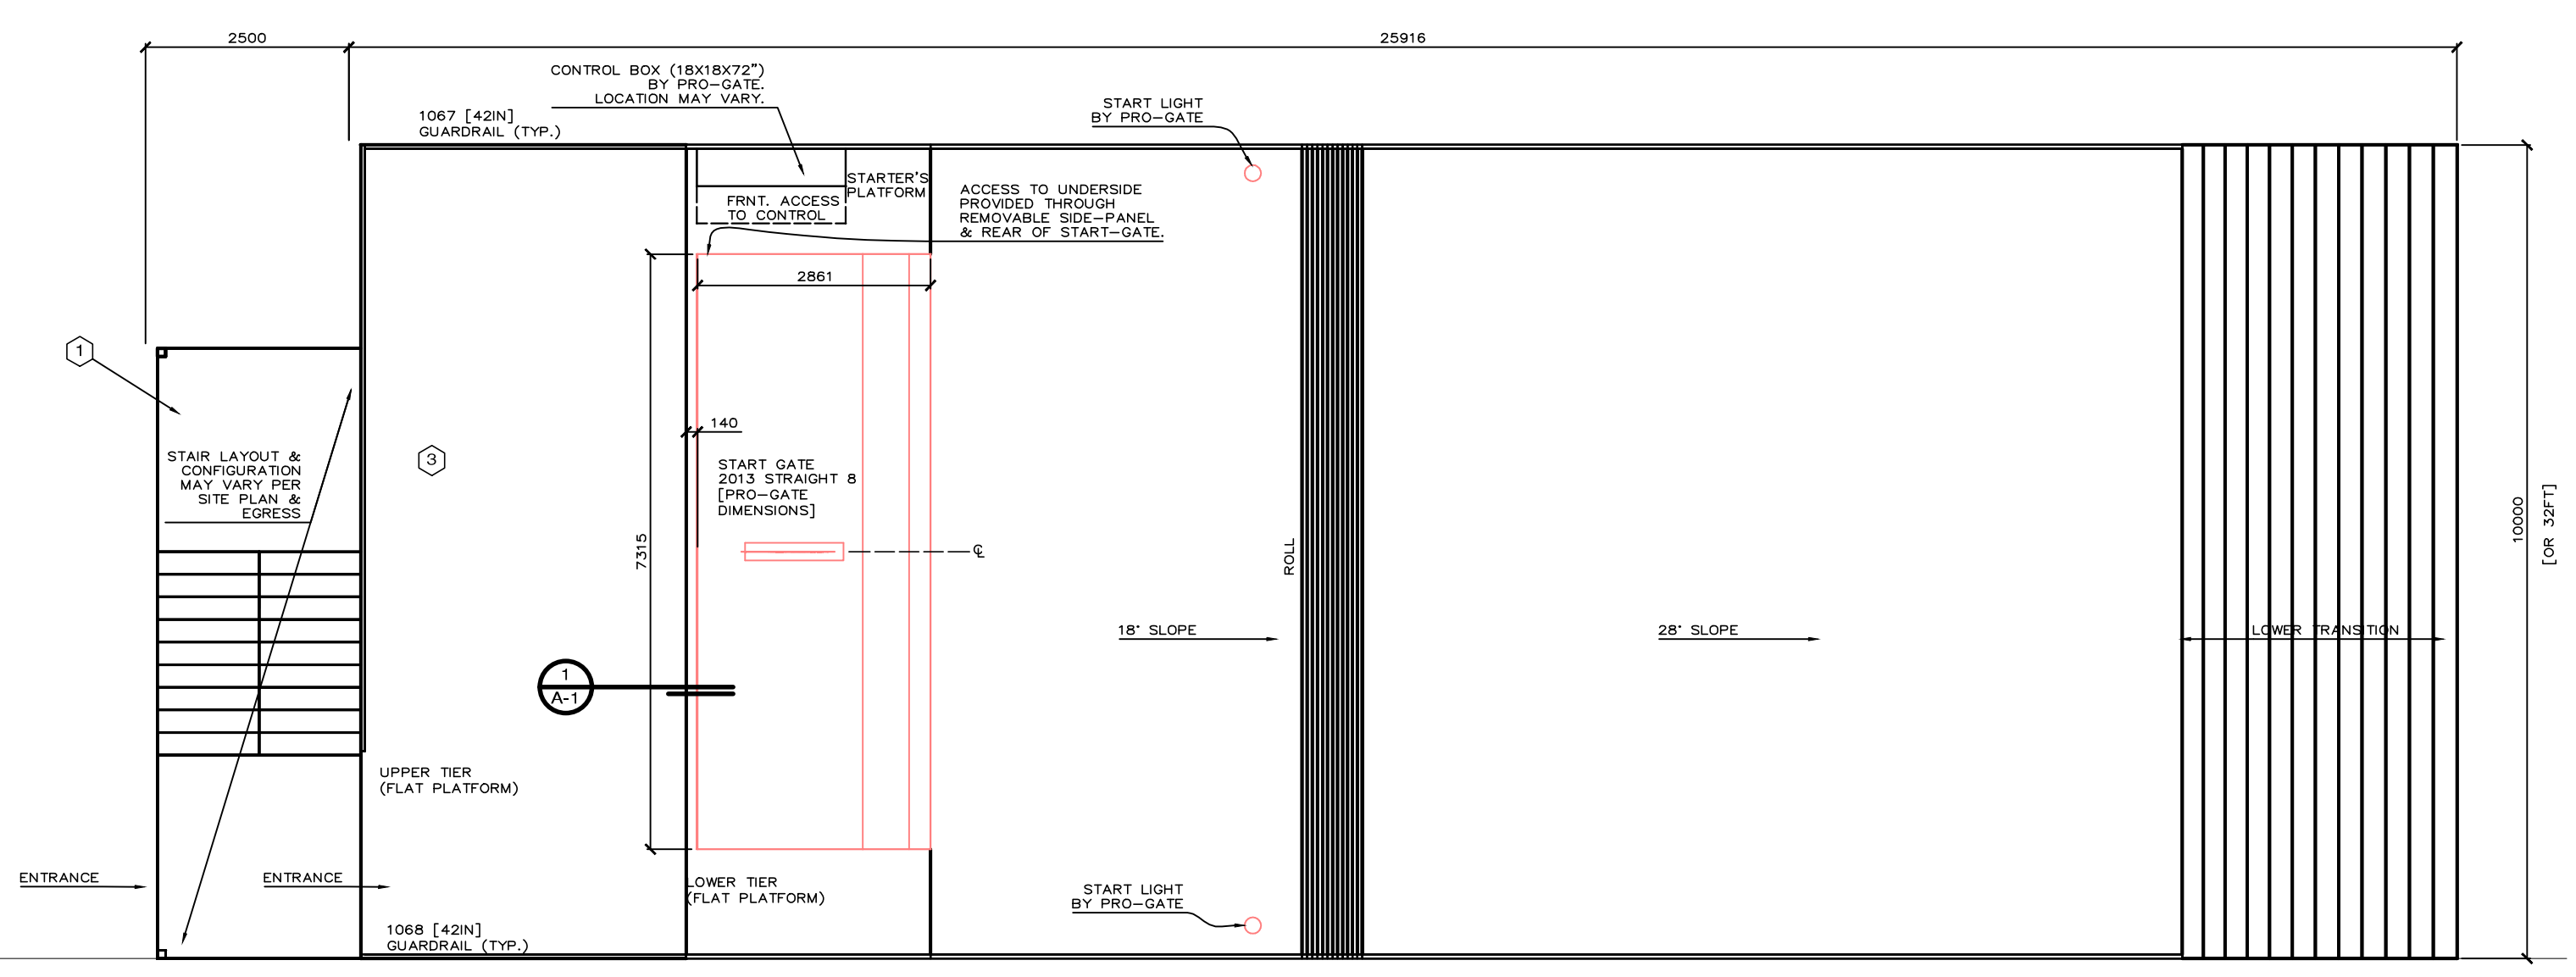 2500
25916
CONTROL BOX (18X18X72")
BY PRO-GATE.
LOCATION MAY VARY.
1067 [42IN]
GUARDRAIL (TYP.)
START LIGHT
BY PRO-GATE
STARTER'S
PLATFORM
FRNT. ACCESS
TO CONTROL
ACCESS TO UNDERSIDE
PROVIDED THROUGH
REMOVABLE SIDE-PANEL
& REAR OF START-GATE.
2861
1
140
3
STAIR LAYOUT &
CONFIGURATION
MAY VARY PER
SITE PLAN &
EGRESS
START GATE
2013 STRAIGHT 8
[PRO-GATE
DIMENSIONS]
7315
℄
ROLL
10000
[OR 32FT]
18° SLOPE
28° SLOPE
LOWER TRANSITION
1
A-1
UPPER TIER
(FLAT PLATFORM)
ENTRANCE
ENTRANCE
LOWER TIER
(FLAT PLATFORM)
START LIGHT
BY PRO-GATE
1068 [42IN]
GUARDRAIL (TYP.)